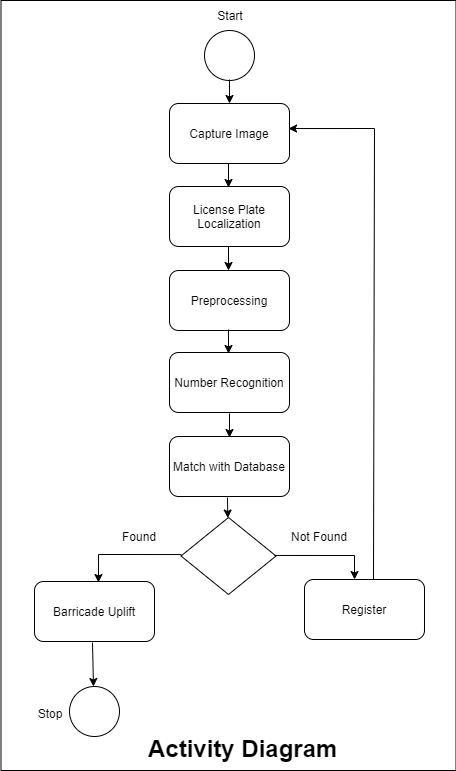 Start
Capture Image
License Plate
Localization
Preprocessing
Number Recognition
Match with Database
Found
Not Found
Barricade Uplift
Register
Stop
Activity Diagram